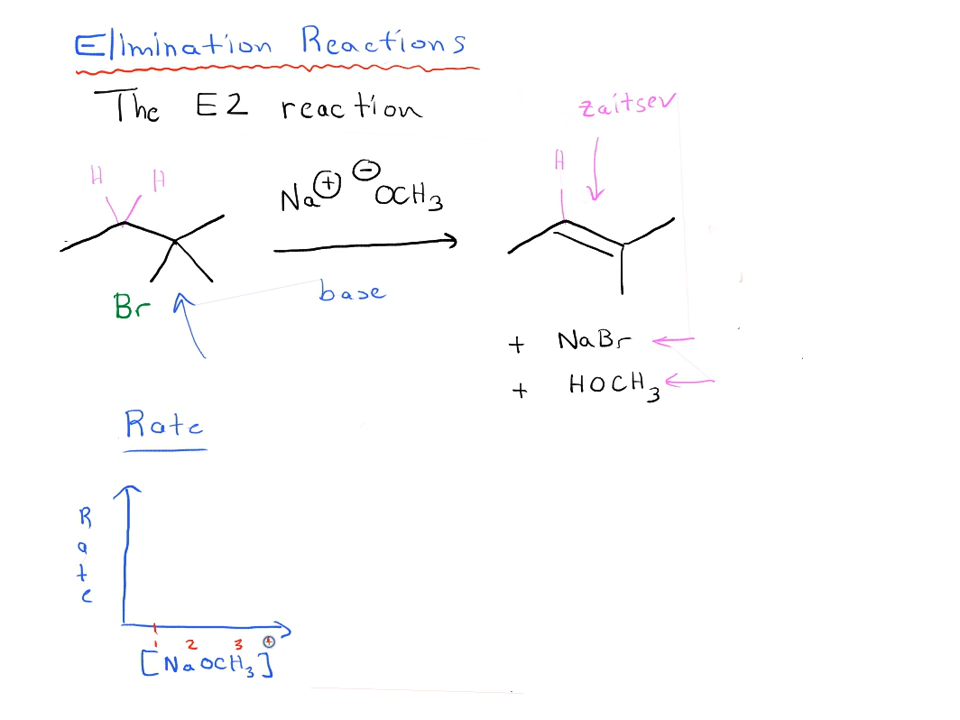 Elimination Reactions
The E2 reaction
zaitsev
H H
H
Na⊕ ⊖OCH3
Br
base
+ NaBr
+ HOCH3
Rate
Rate
1 2 3 4
[NaOCH3]